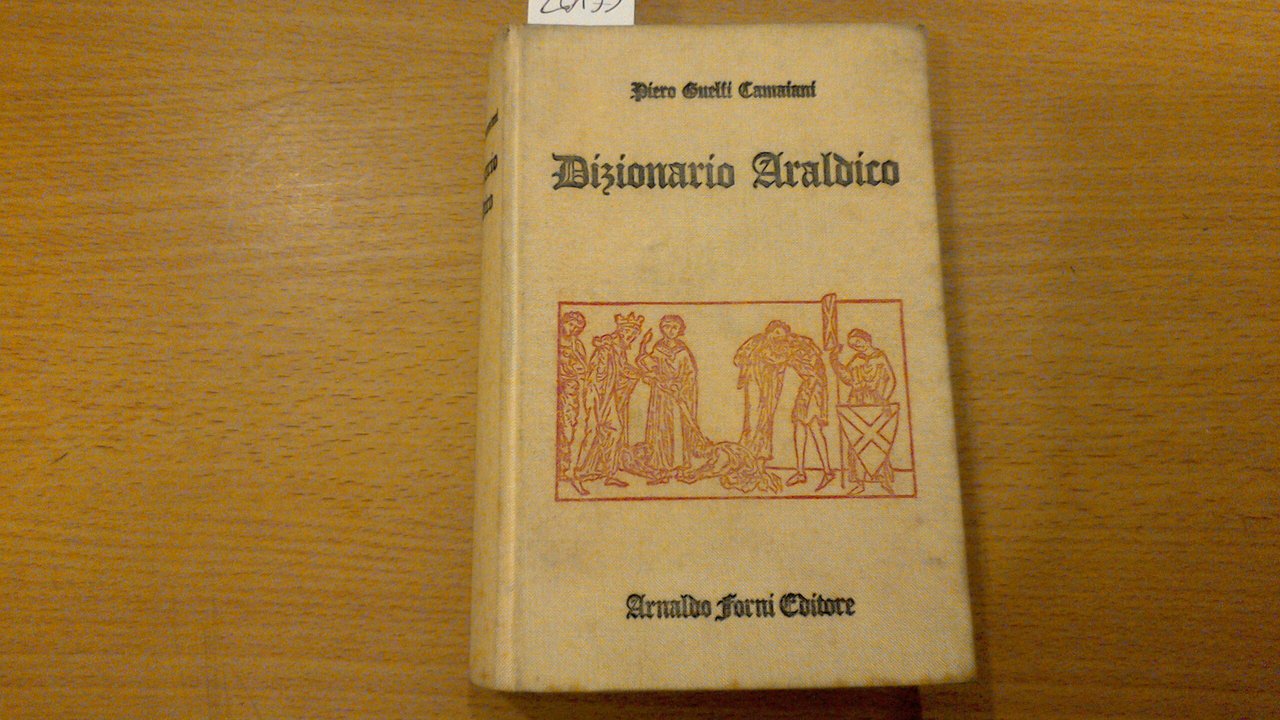 Piero Guelfi Camaiani
Dizionario Araldico
Arnaldo Forni Editore